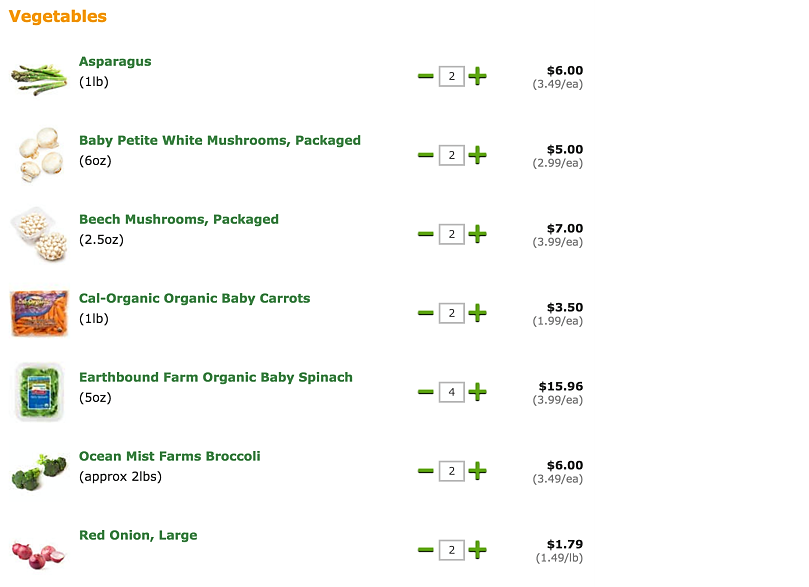 Vegetables
Asparagus
(1lb)
2
$6.00
(3.49/ea)
Baby Petite White Mushrooms, Packaged
(6oz)
2
$5.00
(2.99/ea)
Beech Mushrooms, Packaged
(2.5oz)
2
$7.00
(3.99/ea)
Cal-Organic Organic Baby Carrots
(1lb)
2
$3.50
(1.99/ea)
Earthbound Farm Organic Baby Spinach
(5oz)
4
$15.96
(3.99/ea)
Ocean Mist Farms Broccoli
(approx 2lbs)
2
$6.00
(3.49/ea)
Red Onion, Large
2
$1.79
(1.49/lb)